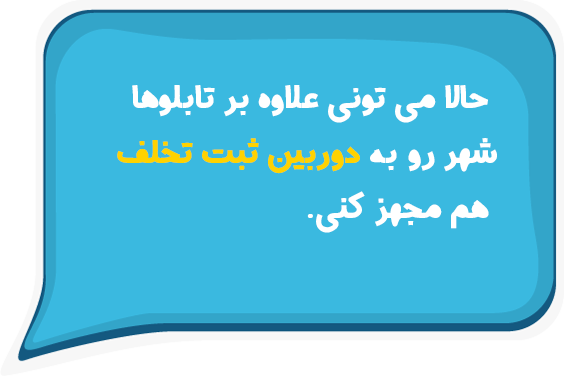 حالا می تونی علاوه بر تابلوها
شهر رو به دوربین ثبت تخلف
هم مجهز کنی.